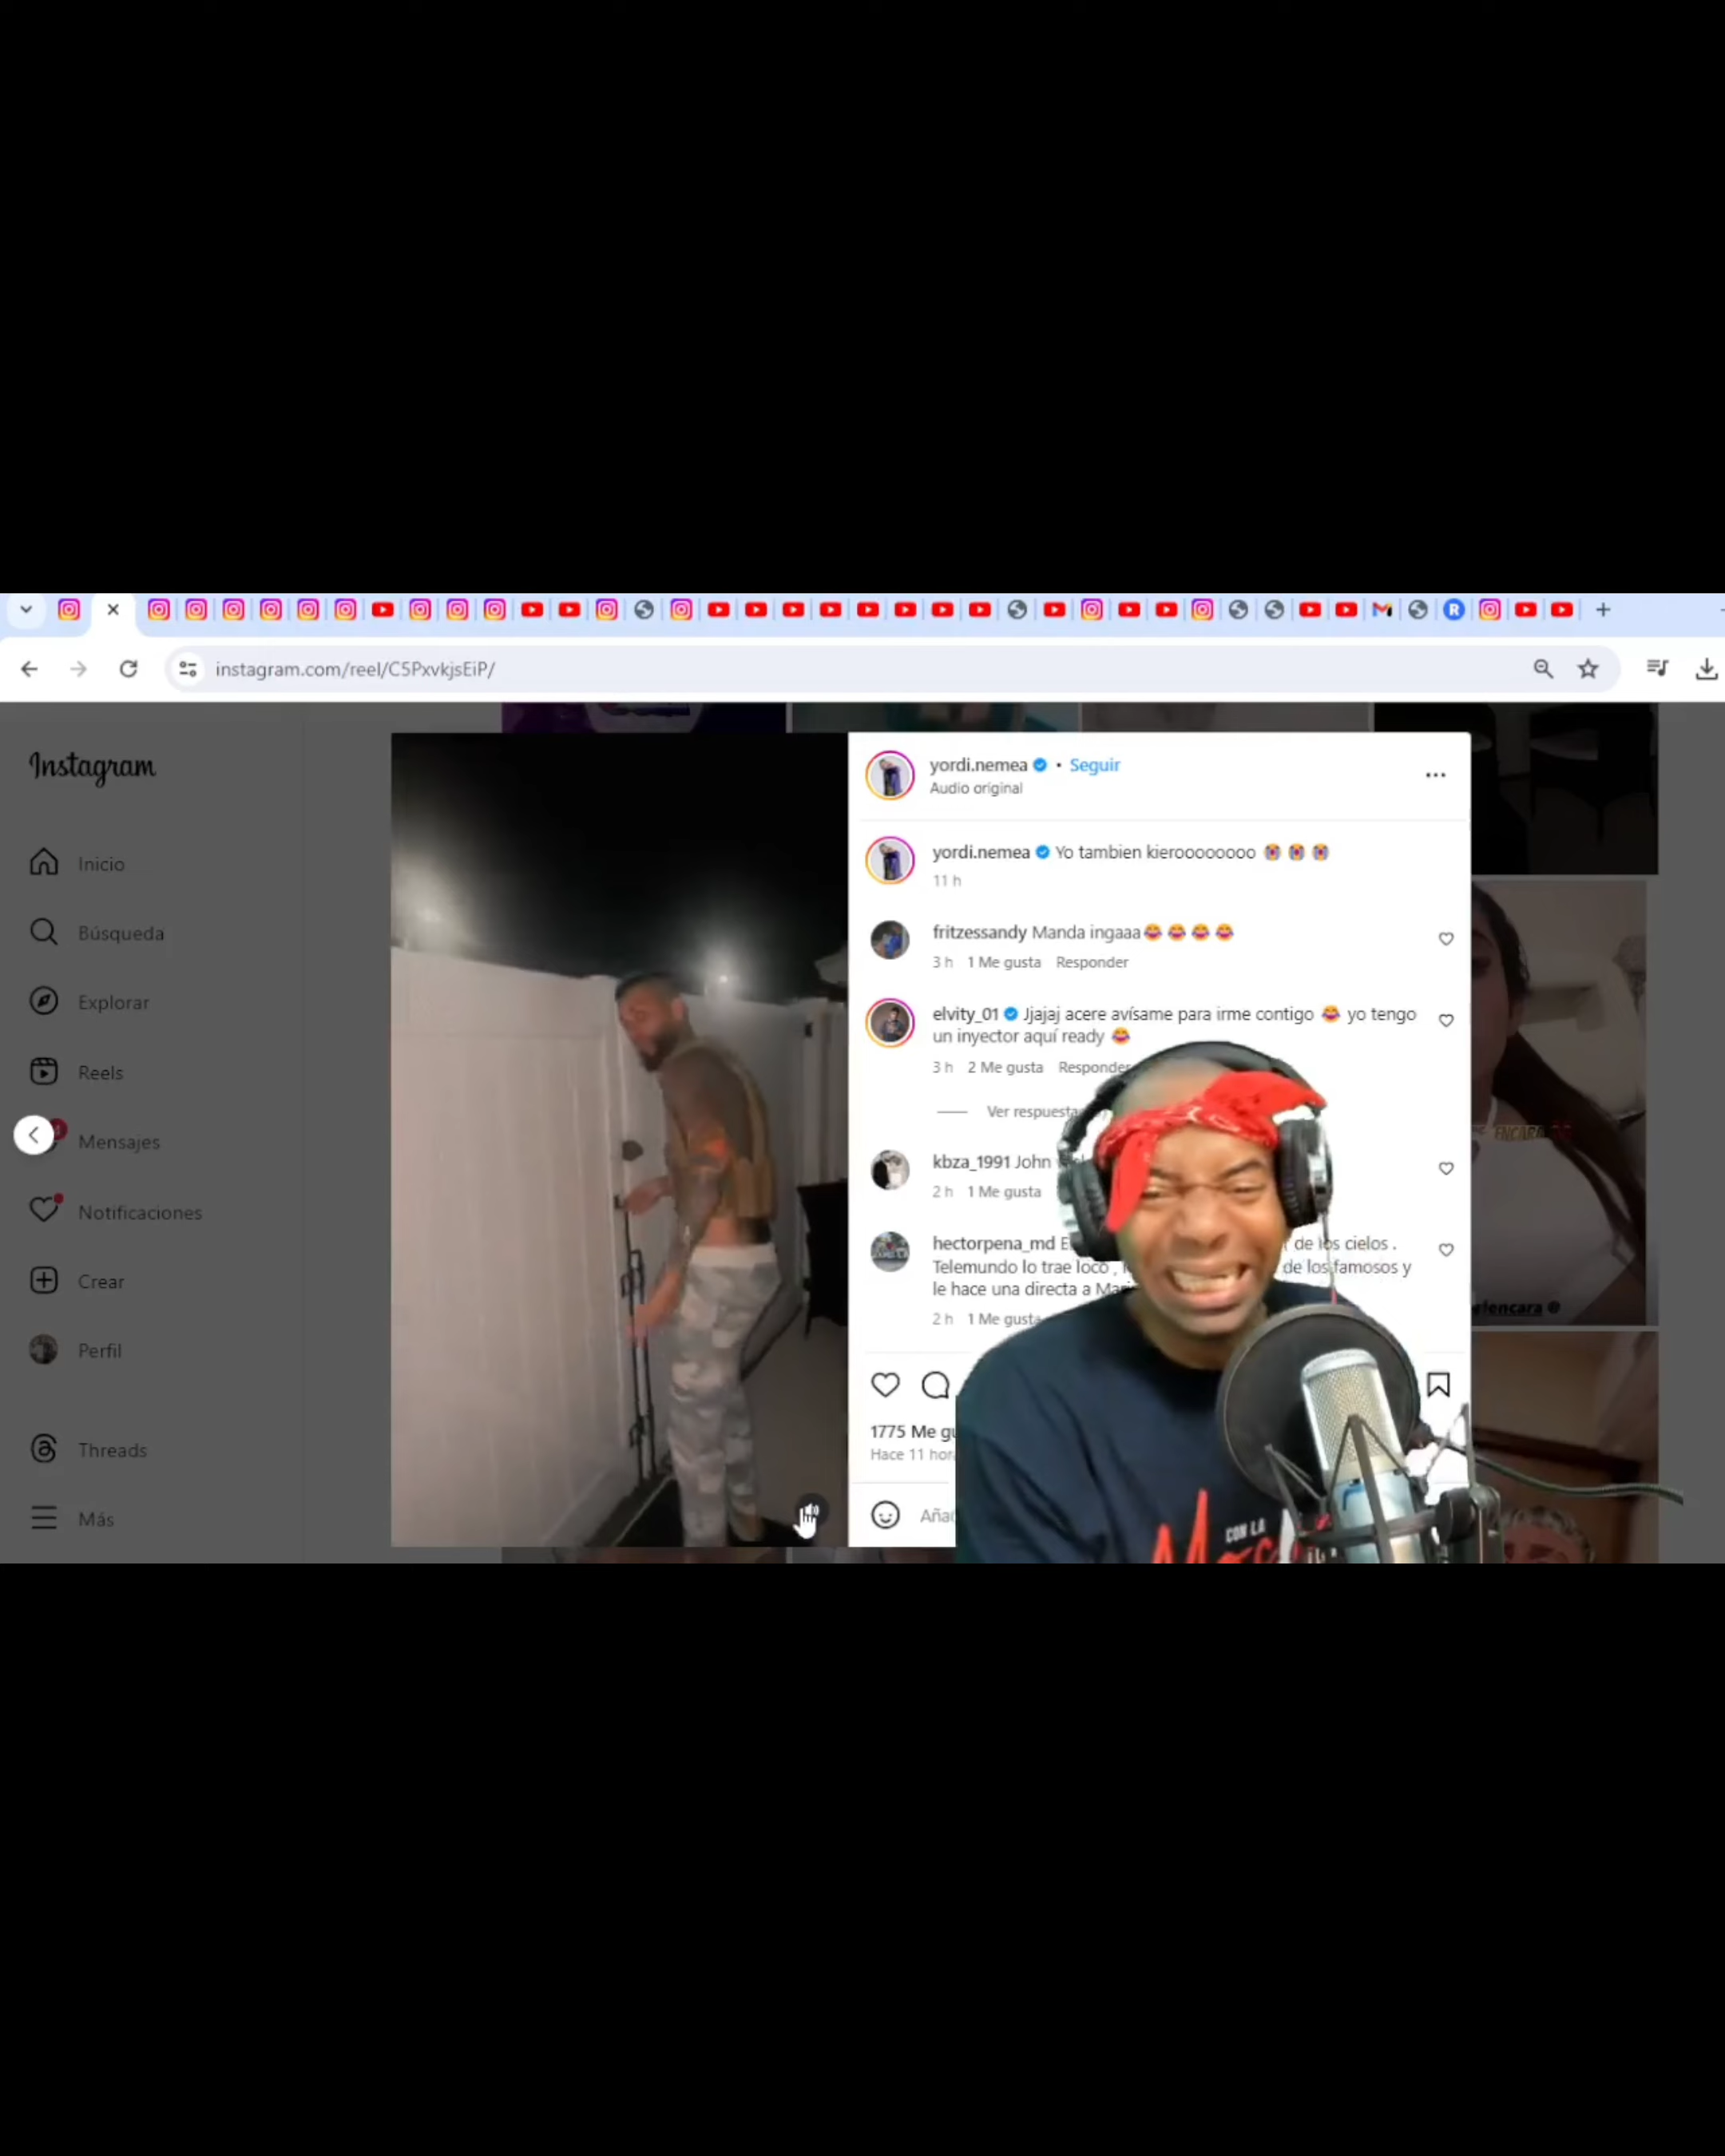 instagram.com/reel/C5PxvkjsEiP/
Instagram
Inicio
Búsqueda
Explorar
Reels
Mensajes
Notificaciones
Crear
Perfil
Threads
Más
yordi.nemea • Seguir
Audio original
yordi.nemea Yo tambien kieroooooooo 😭 😭 😭
11 h
fritzessandy Manda ingaaa😂 😂 😂 😂
3 h 1 Me gusta Responder
elvity_01 Jjajaj acere avísame para irme contigo 😂 yo tengo
un inyector aquí ready 😂
3 h 2 Me gusta Responder
Ver respuesta
kbza_1991 John
2 h 1 Me gusta
hectorpena_md de los cielos .
Telemundo lo trae loco , de los famosos y
le hace una directa a
2 h 1 Me gusta
1775 Me
Hace 11
CON LA